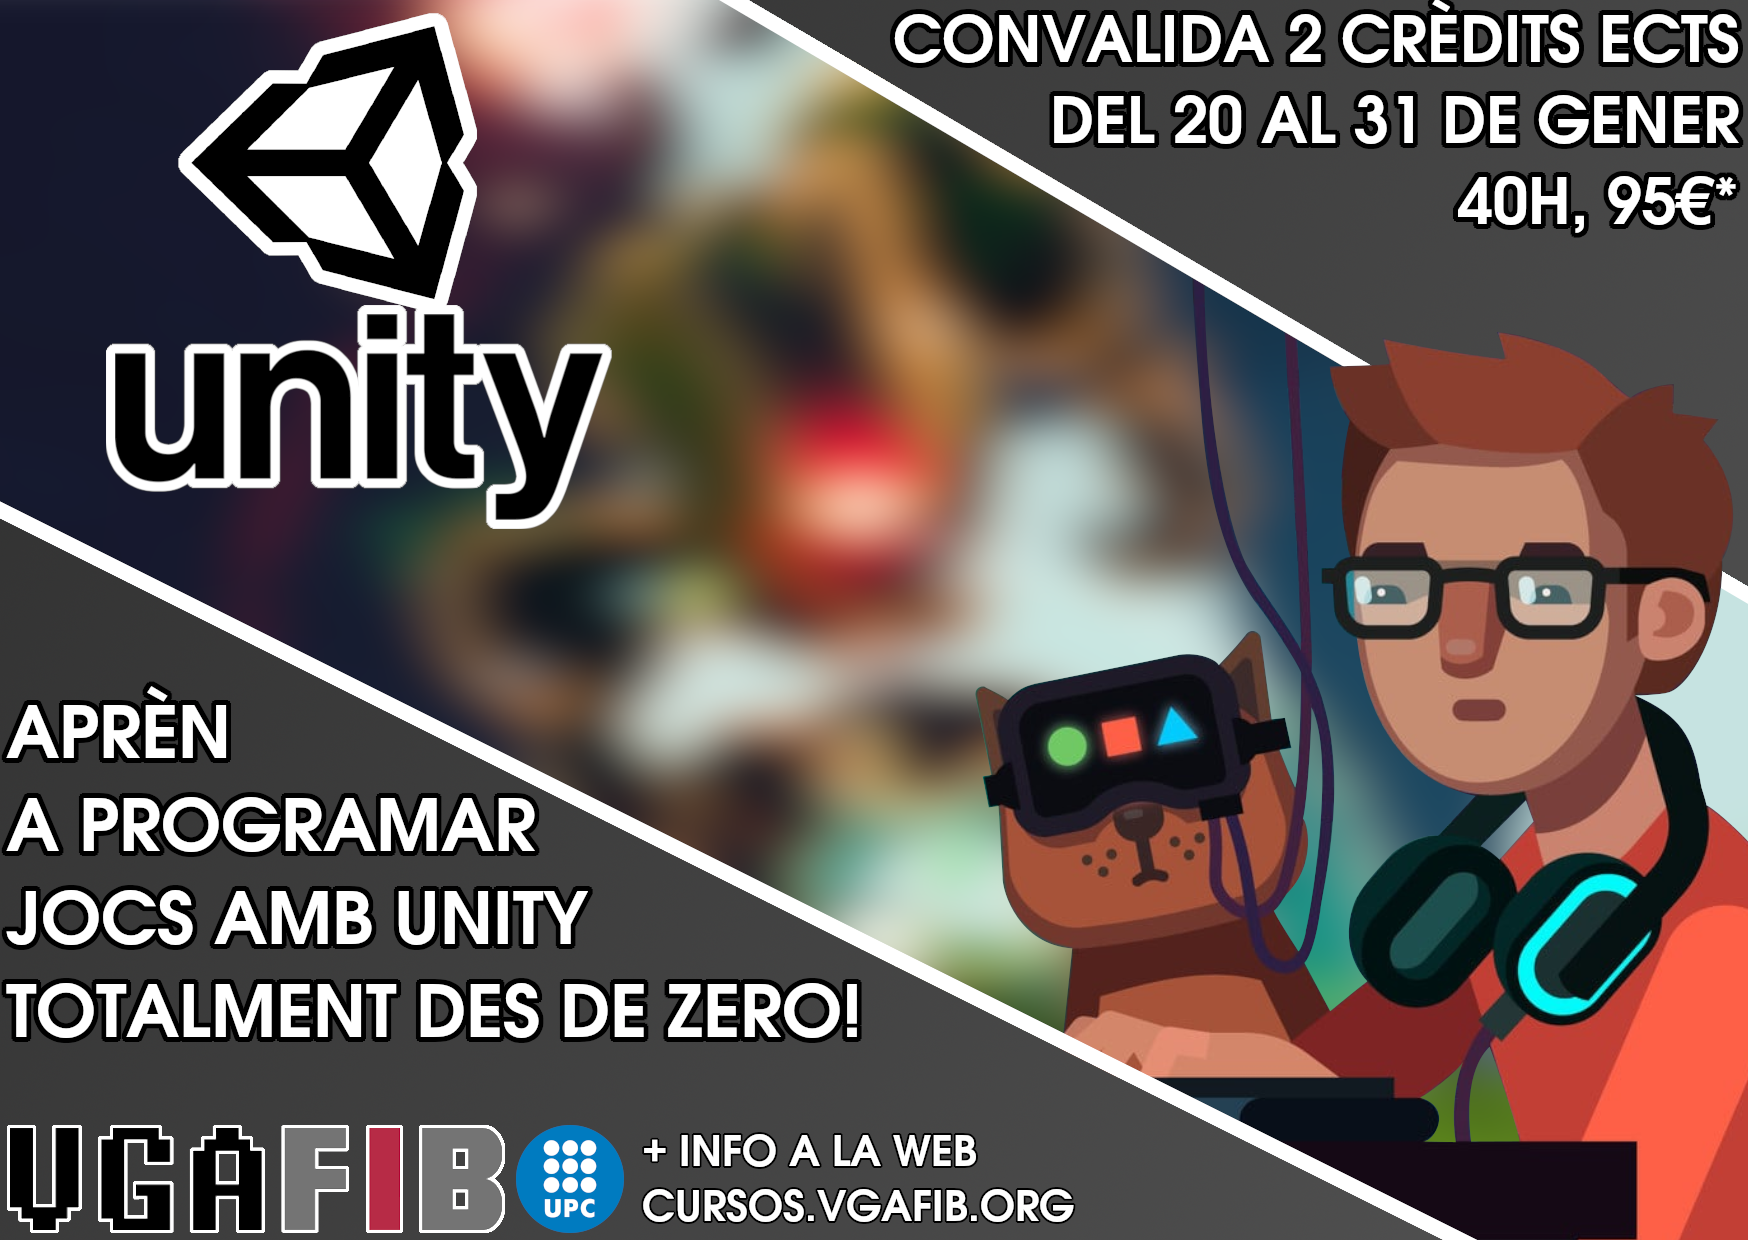 unity
CONVALIDA 2 CRÈDITS ECTS
DEL 20 AL 31 DE GENER
40H, 95€*
APRÈN
A PROGRAMAR
JOCS AMB UNITY
TOTALMENT DES DE ZERO!
VGAFIB
UPC
+ INFO A LA WEB
CURSOS.VGAFIB.ORG